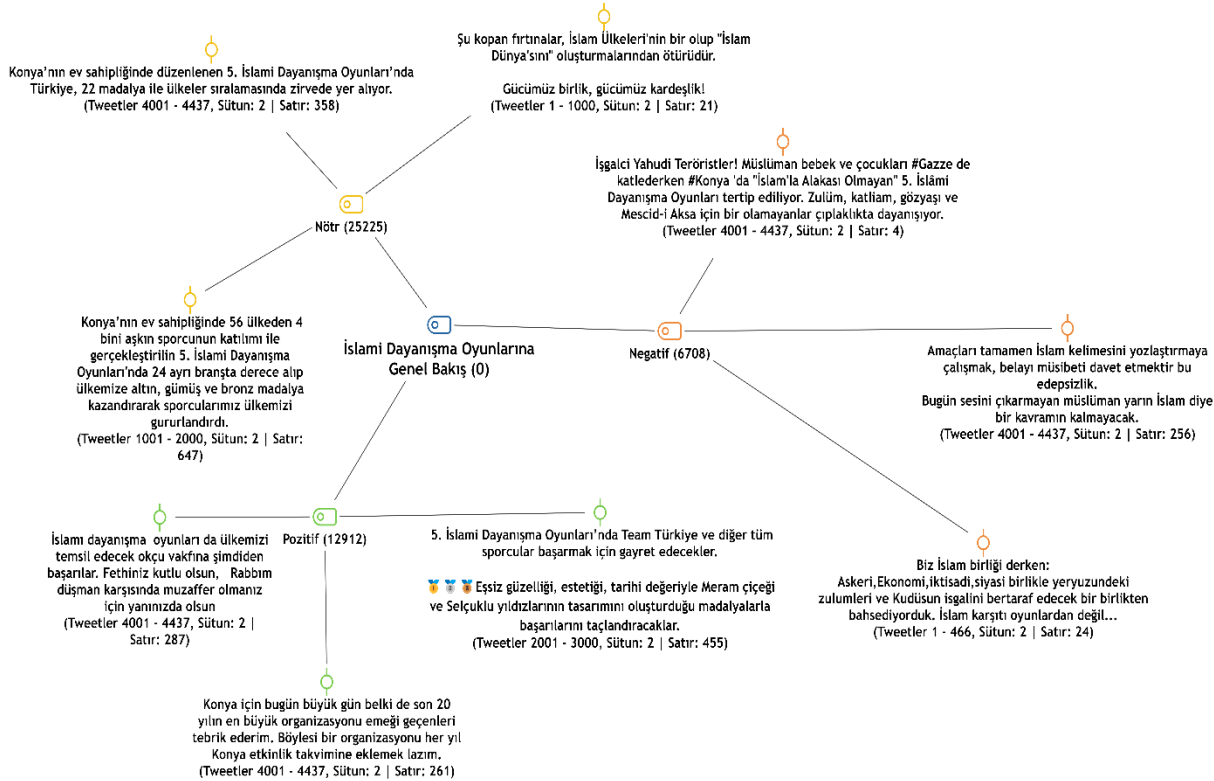 Konya'nın ev sahipliğinde düzenlenen 5. İslami Dayanışma Oyunları'nda
Türkiye, 22 madalya ile ülkeler sıralamasında zirvede yer alıyor.
(Tweetler 4001 - 4437, Sütun: 2 | Satır: 358)
Şu kopan fırtınalar, İslam Ülkeleri'nin bir olup "İslam
Dünya'sını" oluşturmalarından ötürüdür.
Gücümüz birlik, gücümüz kardeşlik!
(Tweetler 1 - 1000, Sütun: 2 | Satır: 21)
İşgalci Yahudi Teröristler! Müslüman bebek ve çocukları #Gazze de
katlederken #Konya 'da "İslam'la Alakası Olmayan" 5. İslâmi
Dayanışma Oyunları tertip ediliyor. Zulüm, katliam, gözyaşı ve
Mescid-i Aksa için bir olamayanlar çıplaklıkta dayanışıyor.
(Tweetler 4001 - 4437, Sütun: 2 | Satır: 4)
Nötr (25225)
Konya'nın ev sahipliğinde 56 ülkeden 4
bini aşkın sporcunun katılımı ile
gerçekleştirilin 5. İslami Dayanışma
Oyunları'nda 24 ayrı branşta derece alıp
ülkemize altın, gümüş ve bronz madalya
kazandırarak sporcularımız ülkemizi
gururlandırdı.
(Tweetler 1001 - 2000, Sütun: 2 | Satır:
647)
İslami Dayanışma Oyunlarına
Genel Bakış (0)
Negatif (6708)
Amaçları tamamen İslam kelimesini yozlaştırmaya
çalışmak, belayı müsibeti davet etmektir bu
edepsizlik.
Bugün sesini çıkarmayan müslüman yarın İslam diye
bir kavramın kalmayacak.
(Tweetler 4001 - 4437, Sütun: 2 | Satır: 256)
Pozitif (12912)
İslamı dayanışma oyunları da ülkemizi
temsil edecek okçu vakfına şimdiden
başarılar. Fethiniz kutlu olsun, Rabbım
düşman karşısında muzaffer olmanız
için yanınızda olsun
(Tweetler 4001 - 4437, Sütun: 2 |
Satır: 287)
5. İslami Dayanışma Oyunları'nda Team Türkiye ve diğer tüm
sporcular başarmak için gayret edecekler.
🥇🥈🥉Eşsiz güzelliği, estetiği, tarihi değeriyle Meram çiçeği
ve Selçuklu yıldızlarının tasarımını oluşturduğu madalyalarla
başarılarını taçlandıracaklar.
(Tweetler 2001 - 3000, Sütun: 2 | Satır: 455)
Biz İslam birliği derken:
Askeri,Ekonomi,iktisadi,siyasi birlikle yeryuzundeki
zulumleri ve Kudüsun isgalini bertaraf edecek bir birlikten
bahsediyorduk. İslam karşıtı oyunlardan değil...
(Tweetler 1 - 466, Sütun: 2 | Satır: 24)
Konya için bugün büyük gün belki de son 20
yılın en büyük organizasyonu emeği geçenleri
tebrik ederim. Böylesi bir organizasyonu her yıl
Konya etkinlik takvimine eklemek lazım.
(Tweetler 4001 - 4437, Sütun: 2 | Satır: 261)